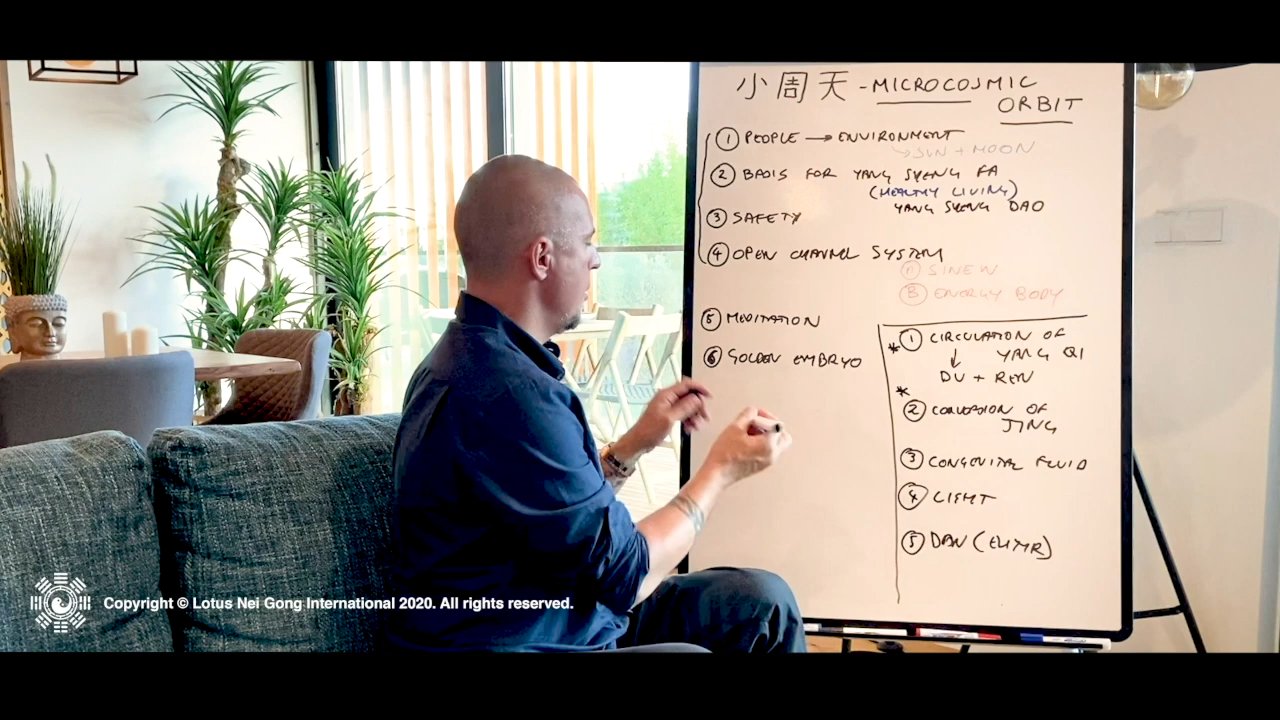 小周天 - MICROCOSMIC
ORBIT
① PEOPLE → ENVIRONMENT
→ SUN + MOON
② BASIS FOR YANG SHENG FA
(HEALTHY LIVING)
YANG SHENG DAO
③ SAFETY
④ OPEN CHANNEL SYSTEM
Ⓐ SINEW
Ⓑ ENERGY BODY
⑤ MEDITATION
⑥ GOLDEN EMBRYO
* ① CIRCULATION OF
↓ YANG QI
DU + REN
* ② CONVERSION OF
JING
③ CONGENITAL FLUID
④ LIGHT
⑤ DAN (ELIXIR)
Copyright © Lotus Nei Gong International 2020. All rights reserved.